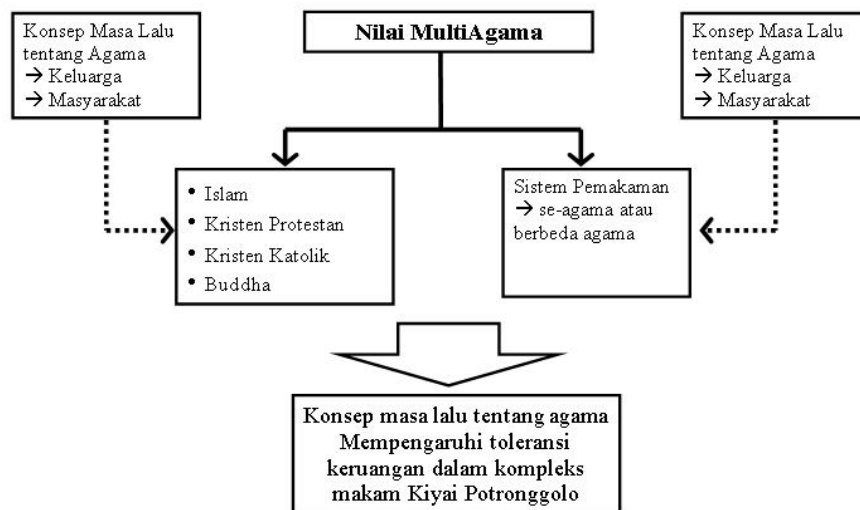 Konsep Masa Lalu
tentang Agama
→ Keluarga
→ Masyarakat
Nilai MultiAgama
Konsep Masa Lalu
tentang Agama
→ Keluarga
→ Masyarakat
• Islam
• Kristen Protestan
• Kristen Katolik
• Buddha
Sistem Pemakaman
→ se-agama atau
berbeda agama
Konsep masa lalu tentang agama
Mempengaruhi toleransi
keruangan dalam kompleks
makam Kiyai Potronggolo